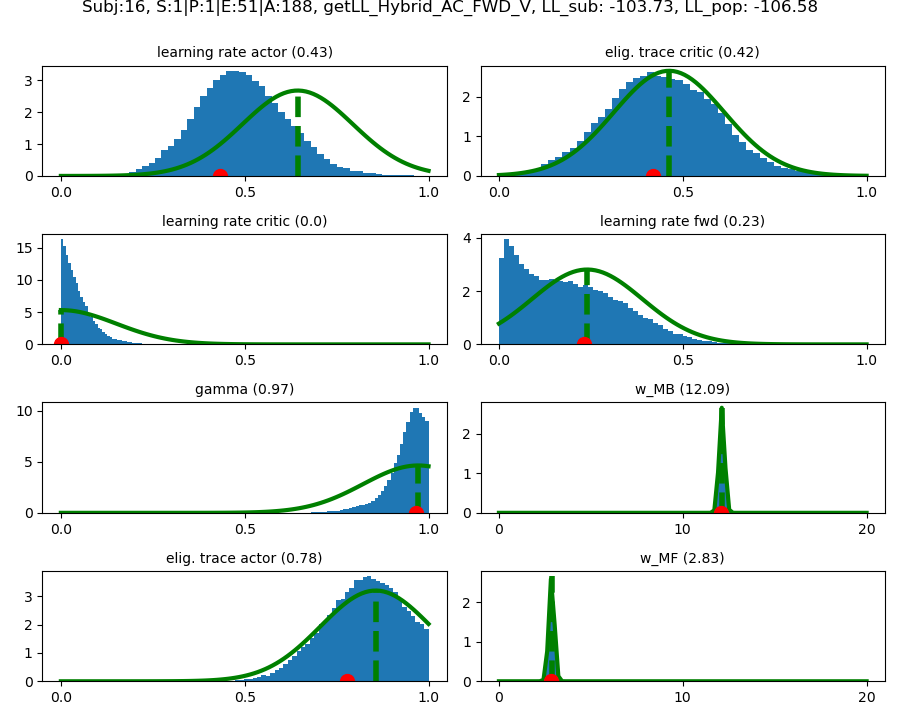 Subj:16, S:1|P:1|E:51|A:188, getLL_Hybrid_AC_FWD_V, LL_sub: -103.73, LL_pop: -106.58
learning rate actor (0.43)
3
2
1
0
0.0 0.5 1.0
elig. trace critic (0.42)
2
1
0
0.0 0.5 1.0
learning rate critic (0.0)
15
10
5
0
0.0 0.5 1.0
learning rate fwd (0.23)
4
2
0
0.0 0.5 1.0
gamma (0.97)
10
5
0
0.0 0.5 1.0
w_MB (12.09)
2
1
0
0 10 20
elig. trace actor (0.78)
3
2
1
0
0.0 0.5 1.0
w_MF (2.83)
2
1
0
0 10 20